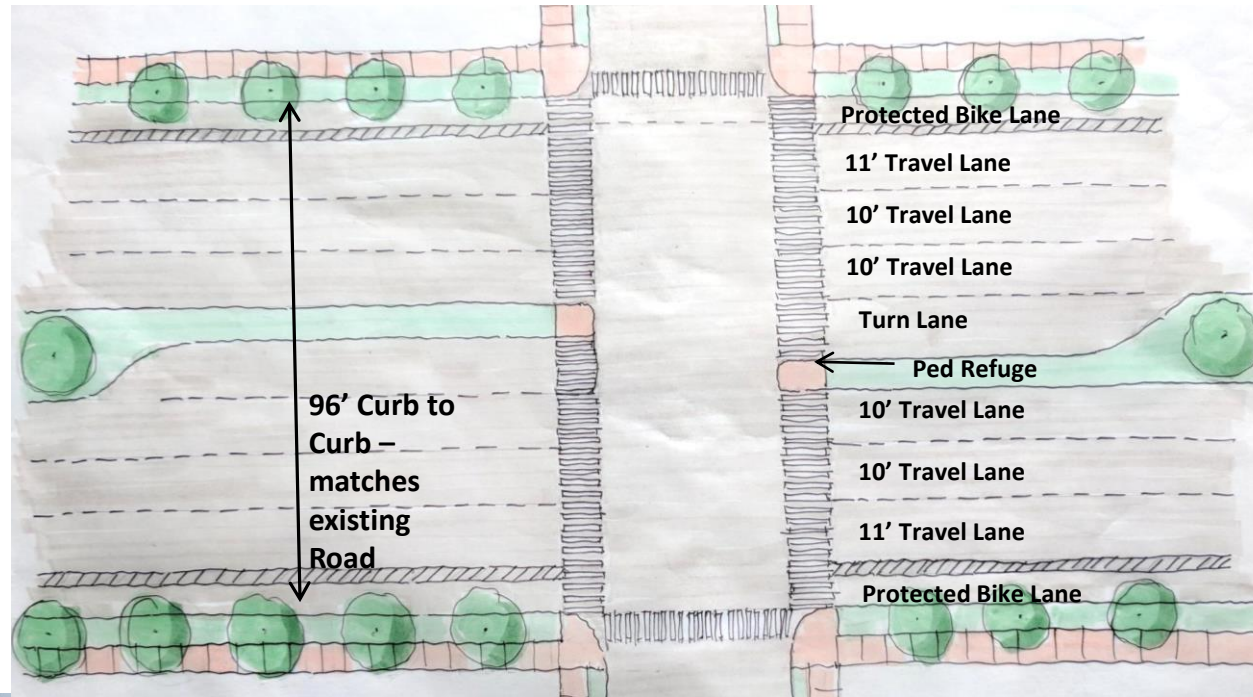 Protected Bike Lane
11’ Travel Lane
10’ Travel Lane
10’ Travel Lane
Turn Lane
Ped Refuge
96’ Curb to
Curb –
matches
existing
Road
10’ Travel Lane
10’ Travel Lane
11’ Travel Lane
Protected Bike Lane